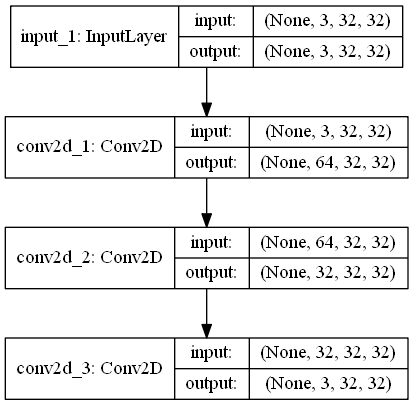 input_1: InputLayer
input: (None, 3, 32, 32)
output: (None, 3, 32, 32)
conv2d_1: Conv2D
input: (None, 3, 32, 32)
output: (None, 64, 32, 32)
conv2d_2: Conv2D
input: (None, 64, 32, 32)
output: (None, 32, 32, 32)
conv2d_3: Conv2D
input: (None, 32, 32, 32)
output: (None, 3, 32, 32)